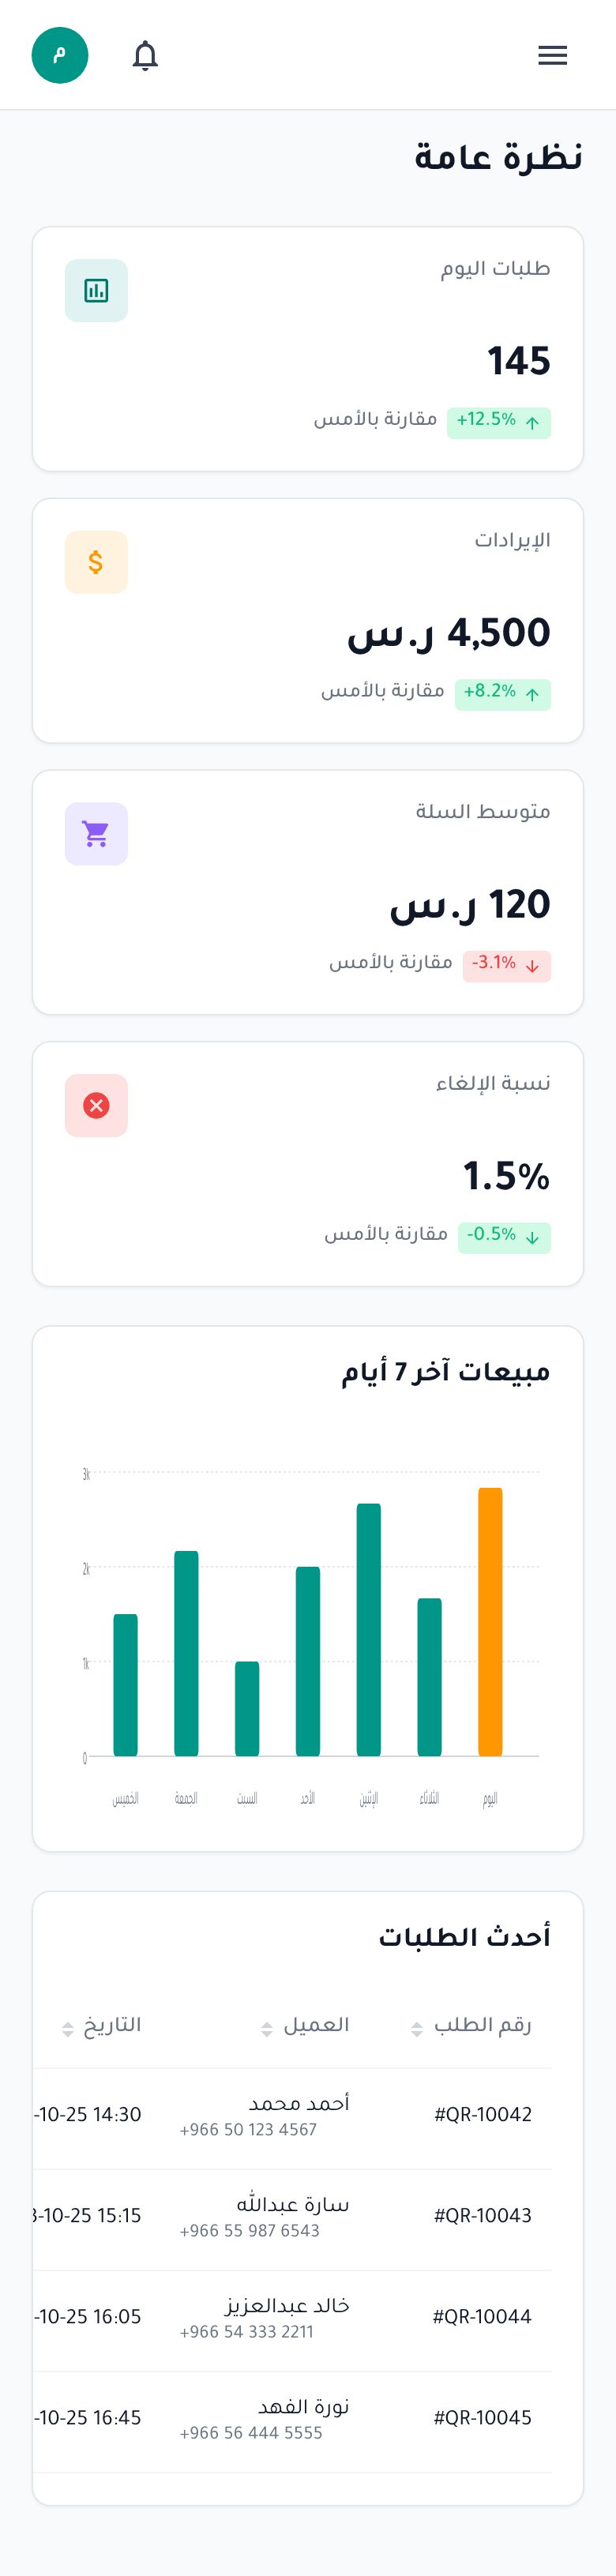 م
نظرة عامة
طلبات اليوم
145
+12.5% مقارنة بالأمس
الإيرادات
4,500 ر.س
+8.2% مقارنة بالأمس
متوسط السلة
120 ر.س
-3.1% مقارنة بالأمس
نسبة الإلغاء
1.5%
-0.5% مقارنة بالأمس
مبيعات آخر 7 أيام
3k
2k
1k
0
اليوم الثلاثاء الإثنين الأحد السبت الجمعة الخميس
أحدث الطلبات
رقم الطلب العميل التاريخ
#QR-10042 أحمد محمد -10-25 14:30
+966 50 123 4567
#QR-10043 سارة عبدالله 10-25 15:15
+966 55 987 6543
#QR-10044 خالد عبدالعزيز -10-25 16:05
+966 54 333 2211
#QR-10045 نورة الفهد -10-25 16:45
+966 56 444 5555